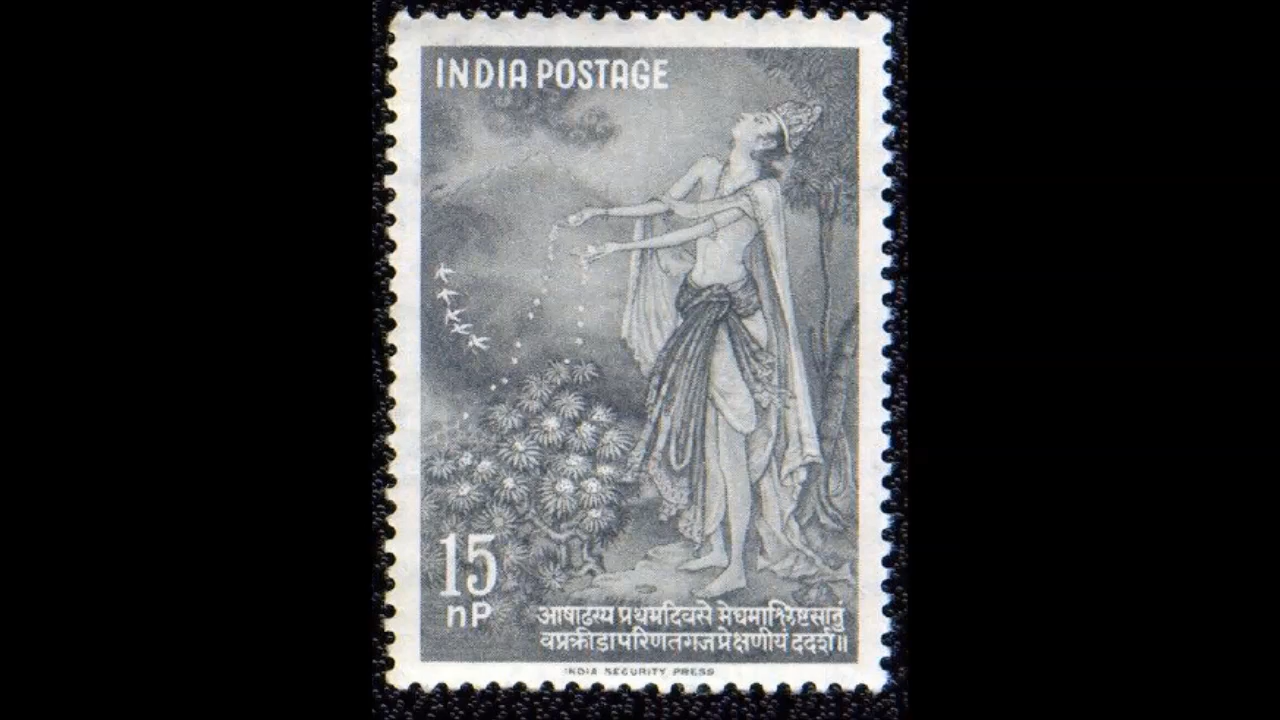 INDIA POSTAGE
15
nP
आषाढस्य प्रथमदिवसे मेघमाश्लिष्टसानुं
वप्रक्रीडापरिणतगजप्रेक्षणीयं ददर्श॥
INDIA SECURITY PRESS